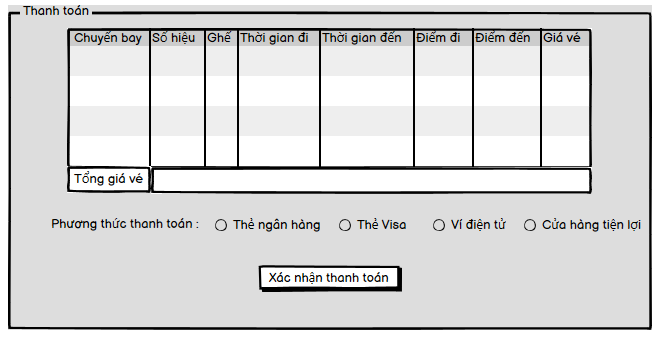 Thanh toán
Chuyến bay Số hiệu Ghế Thời gian đi Thời gian đến Điểm đi Điểm đến Giá vé
Tổng giá vé
Phương thức thanh toán : Thẻ ngân hàng Thẻ Visa Ví điện tử Cửa hàng tiện lợi
Xác nhận thanh toán